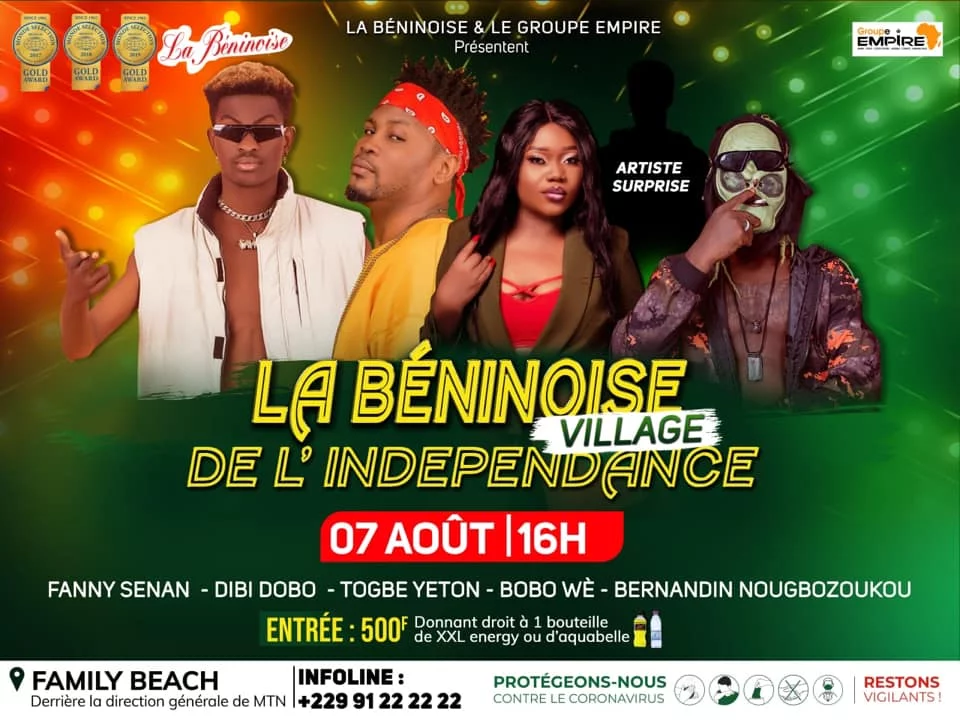 LA BÉNINOISE & LE GROUPE EMPIRE
Présentent
La Béninoise
GOLD AWARD
GOLD AWARD
GOLD AWARD
Groupe
EMPIRE
ARTISTE
SURPRISE
LA BÉNINOISE
VILLAGE
DE L' INDEPENDANCE
07 AOÛT | 16H
FANNY SENAN - DIBI DOBO - TOGBE YETON - BOBO WÈ - BERNANDIN NOUGBOZOUKOU
ENTRÉE : 500F Donnant droit à 1 bouteille
de XXL energy ou d'aquabelle
FAMILY BEACH
Derrière la direction générale de MTN
INFOLINE :
+229 91 22 22 22
PROTÉGEONS-NOUS
CONTRE LE CORONAVIRUS
RESTONS
VIGILANTS !